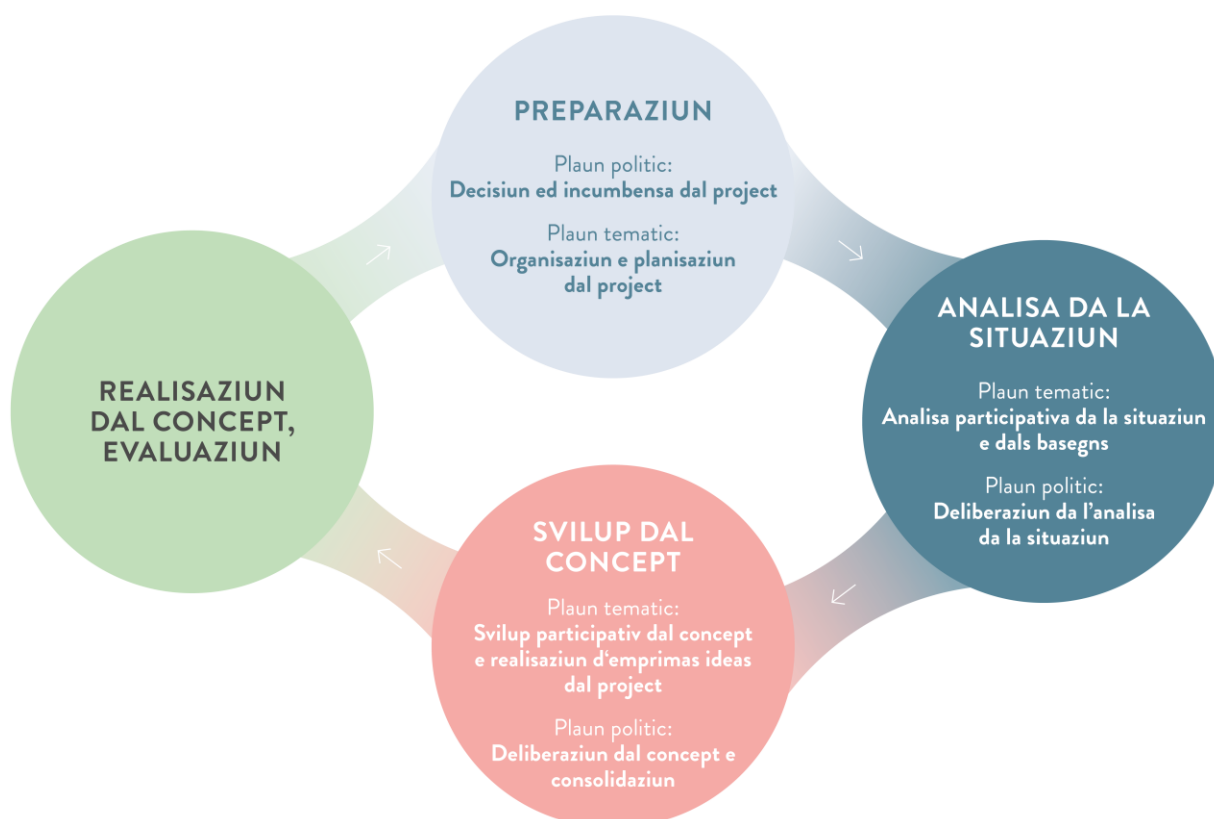 PREPARAZIUN
Plaun politic:
Decisiun ed incumbensa dal project
Plaun tematic:
Organisaziun e planisaziun
dal project
ANALISA DA LA
SITUAZIUN
Plaun tematic:
Analisa participativa da la situaziun
e dals basegns
Plaun politic:
Deliberaziun da l'analisa
da la situaziun
SVILUP DAL
CONCEPT
Plaun tematic:
Svilup participativ dal concept
e realisaziun d‘emprimas ideas
dal project
Plaun politic:
Deliberaziun dal concept e
consolidaziun
REALISAZIUN
DAL CONCEPT,
EVALUAZIUN